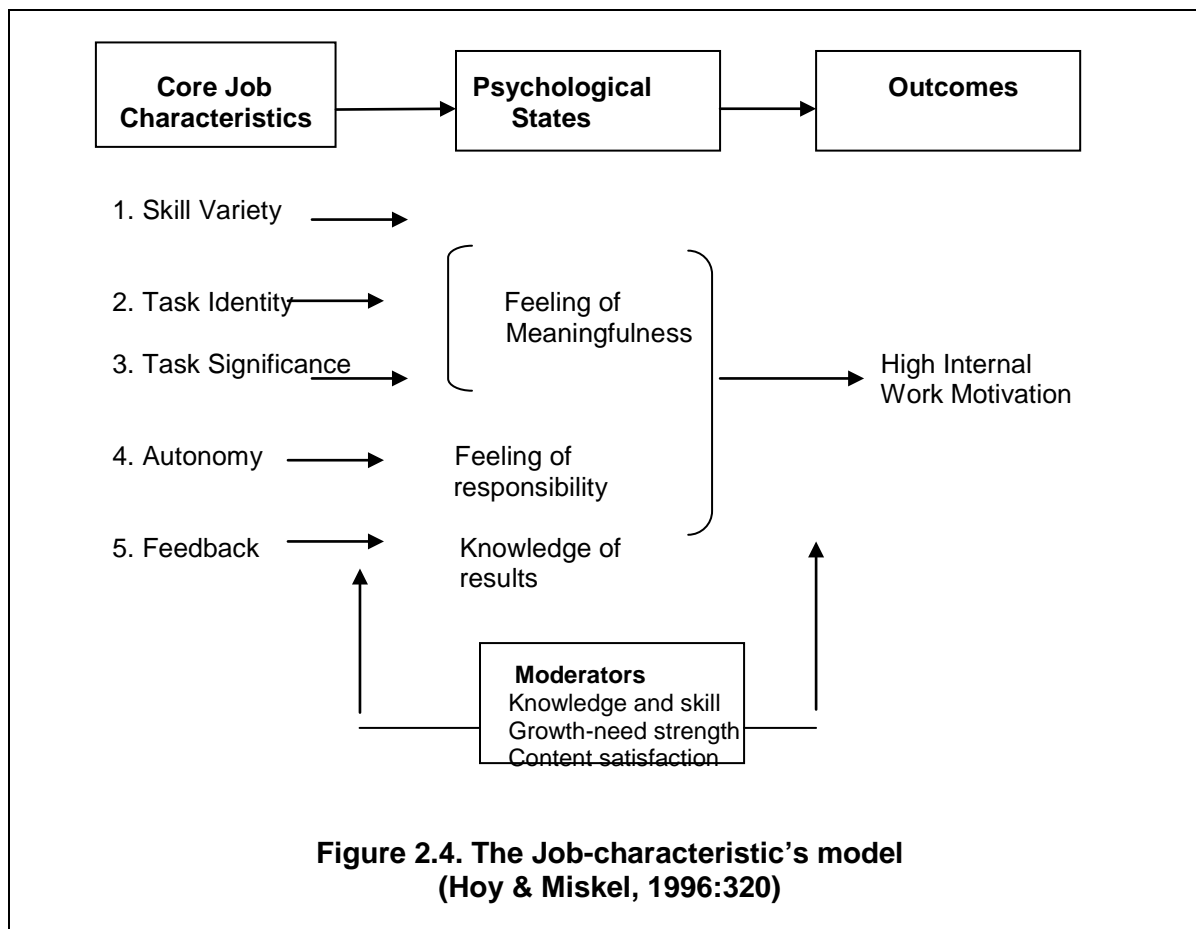 Core Job
Characteristics
Psychological
States
Outcomes
1. Skill Variety
2. Task Identity
3. Task Significance
4. Autonomy
5. Feedback
Feeling of
Meaningfulness
Feeling of
responsibility
Knowledge of
results
High Internal
Work Motivation
Moderators
Knowledge and skill
Growth-need strength
Content satisfaction
Figure 2.4. The Job-characteristic’s model
(Hoy & Miskel, 1996:320)